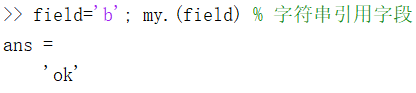 >> field='b'; my.(field) % 字符串引用字段
ans =
'ok'